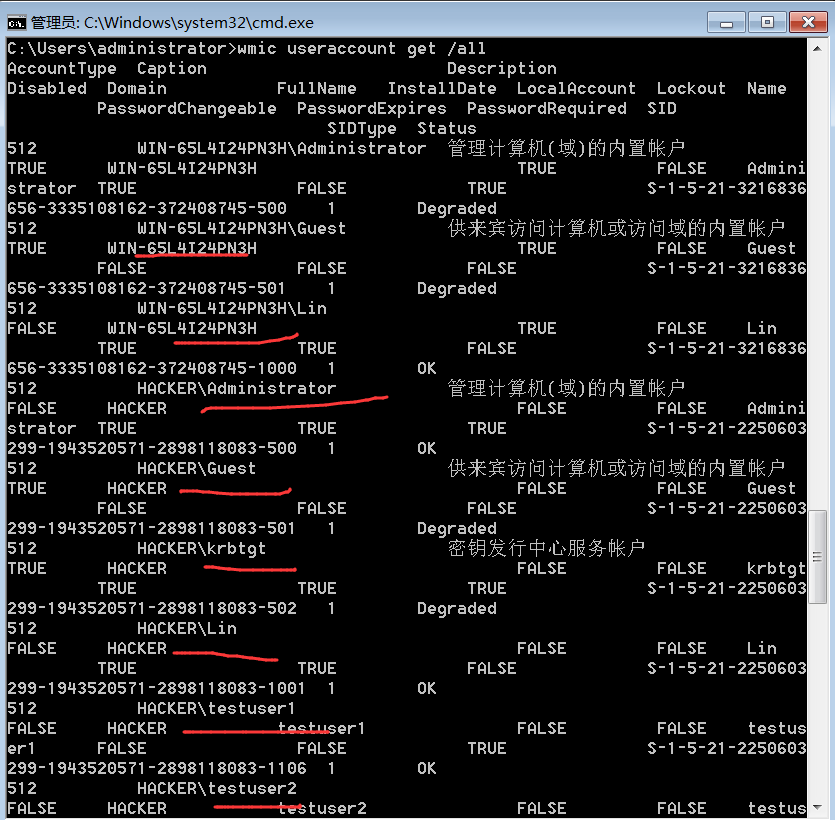 管理员: C:\Windows\system32\cmd.exe
C:\Users\administrator>wmic useraccount get /all
AccountType  Caption                        Description
Disabled  Domain           FullName   InstallDate  LocalAccount  Lockout  Name
         PasswordChangeable  PasswordExpires  PasswordRequired  SID
                                SIDType  Status
512          WIN-65L4I24PN3H\Administrator  管理计算机(域)的内置帐户
TRUE      WIN-65L4I24PN3H                          TRUE          FALSE    Admini
strator  TRUE                FALSE            TRUE              S-1-5-21-3216836
656-3335108162-372408745-500    1        Degraded
512          WIN-65L4I24PN3H\Guest          供来宾访问计算机或访问域的内置帐户
TRUE      WIN-65L4I24PN3H                          TRUE          FALSE    Guest
         FALSE               FALSE            FALSE             S-1-5-21-3216836
656-3335108162-372408745-501    1        Degraded
512          WIN-65L4I24PN3H\Lin
FALSE     WIN-65L4I24PN3H                          TRUE          FALSE    Lin
         TRUE                TRUE             FALSE             S-1-5-21-3216836
656-3335108162-372408745-1000   1        OK
512          HACKER\Administrator           管理计算机(域)的内置帐户
FALSE     HACKER                                   FALSE         FALSE    Admini
strator  TRUE                TRUE             TRUE              S-1-5-21-2250603
299-1943520571-2898118083-500   1        OK
512          HACKER\Guest                   供来宾访问计算机或访问域的内置帐户
TRUE      HACKER                                   FALSE         FALSE    Guest
         FALSE               FALSE            FALSE             S-1-5-21-2250603
299-1943520571-2898118083-501   1        Degraded
512          HACKER\krbtgt                  密钥发行中心服务帐户
TRUE      HACKER                                   FALSE         FALSE    krbtgt
         TRUE                TRUE             TRUE              S-1-5-21-2250603
299-1943520571-2898118083-502   1        Degraded
512          HACKER\Lin
FALSE     HACKER                                   FALSE         FALSE    Lin
         TRUE                TRUE             FALSE             S-1-5-21-2250603
299-1943520571-2898118083-1001  1        OK
512          HACKER\testuser1
FALSE     HACKER           testuser1               FALSE         FALSE    testus
er1      FALSE               FALSE            TRUE              S-1-5-21-2250603
299-1943520571-2898118083-1106  1        OK
512          HACKER\testuser2
FALSE     HACKER           testuser2               FALSE         FALSE    testus